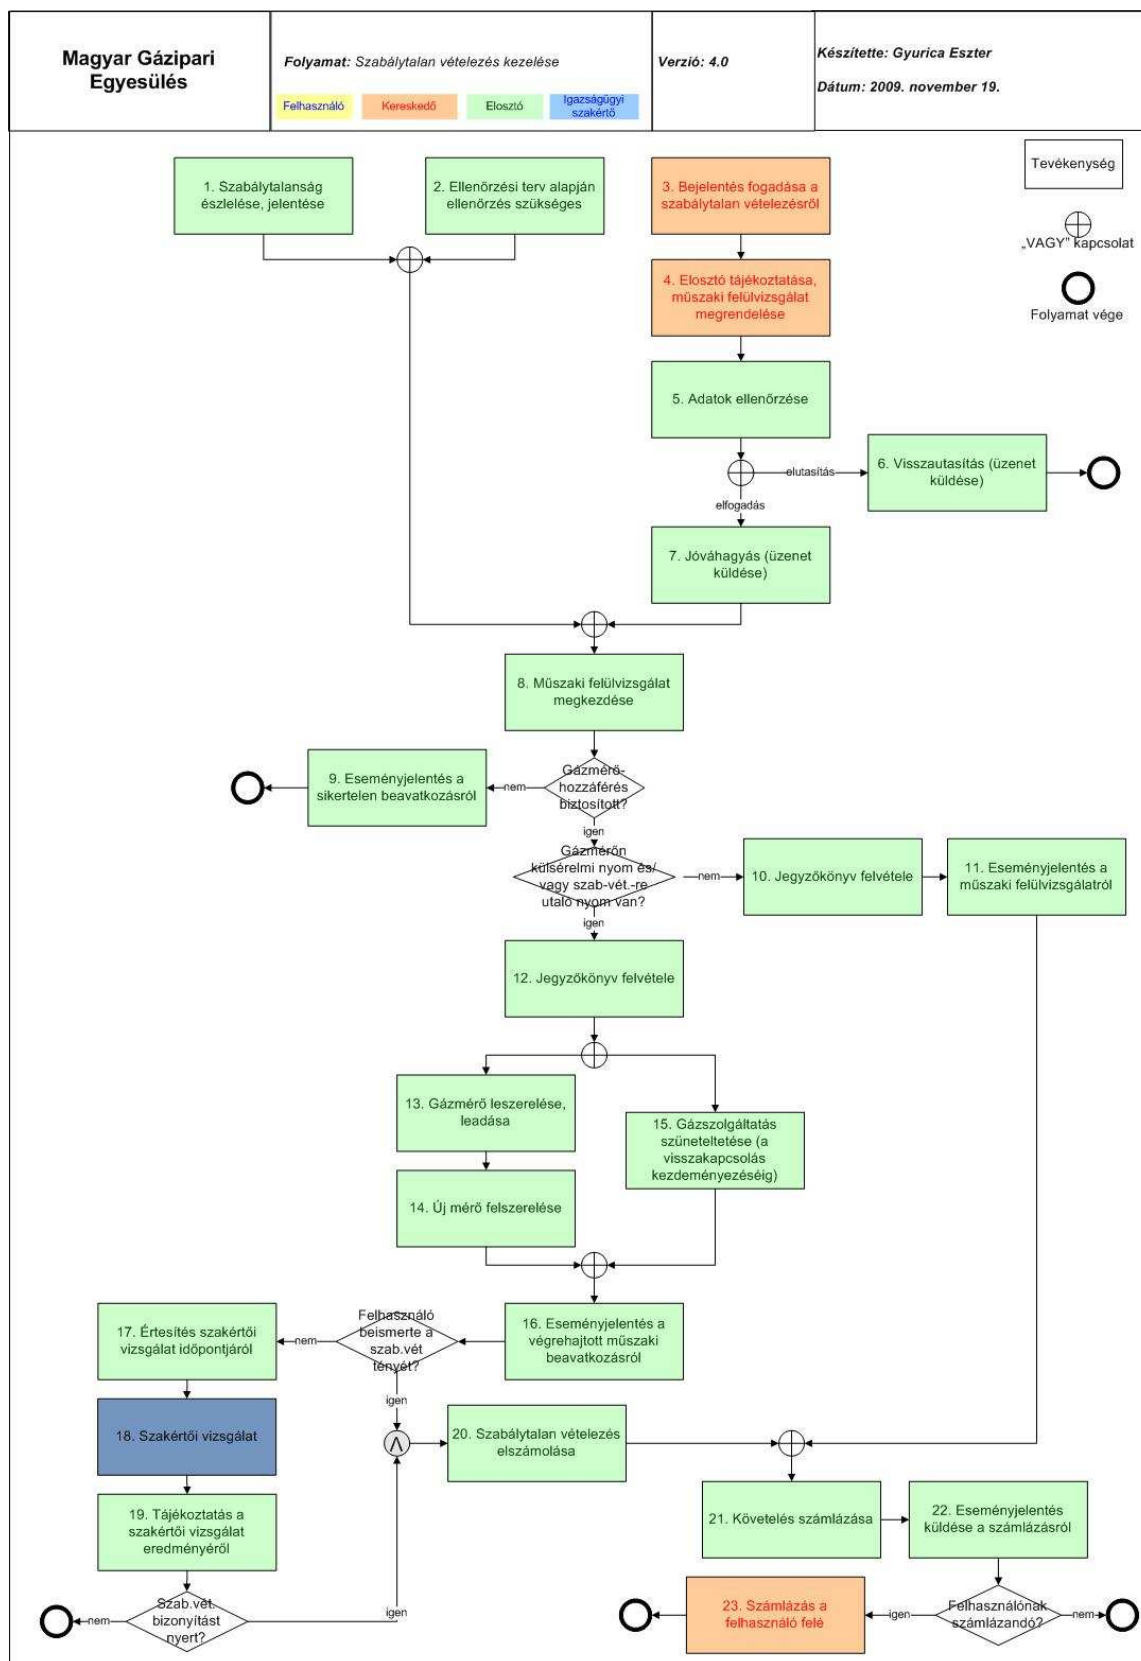 Magyar Gázipari
Egyesülés
Folyamat: Szabálytalan vételezés kezelése
Felhasználó
Kereskedő
Elosztó
Igazságügyi
szakértő
Verzió: 4.0
Készítette: Gyurica Eszter
Dátum: 2009. november 19.
Tevékenység
„VAGY" kapcsolat
Folyamat vége
1. Szabálytalanság
észlelése, jelentése
2. Ellenőrzési terv alapján
ellenőrzés szükséges
3. Bejelentés fogadása a
szabálytalan vételezésről
4. Elosztó tájékoztatása,
műszaki felülvizsgálat
megrendelése
5. Adatok ellenőrzése
elutasítás
6. Visszautasítás (üzenet
küldése)
elfogadás
7. Jóváhagyás (üzenet
küldése)
8. Műszaki felülvizsgálat
megkezdése
Gázmérő-
hozzáférés
biztosított?
nem
9. Eseményjelentés a
sikertelen beavatkozásról
igen
Gázmérőn
külsérelmi nyom és/
vagy szab-vét.-re
utaló nyom van?
nem
10. Jegyzőkönyv felvétele
11. Eseményjelentés a
műszaki felülvizsgálatról
igen
12. Jegyzőkönyv felvétele
13. Gázmérő leszerelése,
leadása
14. Új mérő felszerelése
15. Gázszolgáltatás
szüneteltetése (a
visszakapcsolás
kezdeményezéséig)
16. Eseményjelentés a
végrehajtott műszaki
beavatkozásról
Felhasználó
beismerte a
szab.vét
tényét?
nem
17. Értesítés szakértői
vizsgálat időpontjáról
igen
18. Szakértői vizsgálat
19. Tájékoztatás a
szakértői vizsgálat
eredményéről
Szab.vét.
bizonyítást
nyert?
nem
igen
20. Szabálytalan vételezés
elszámolása
21. Követelés számlázása
22. Eseményjelentés
küldése a számlázásról
Felhasználónak
számlázandó?
igen
nem
23. Számlázás a
felhasználó felé